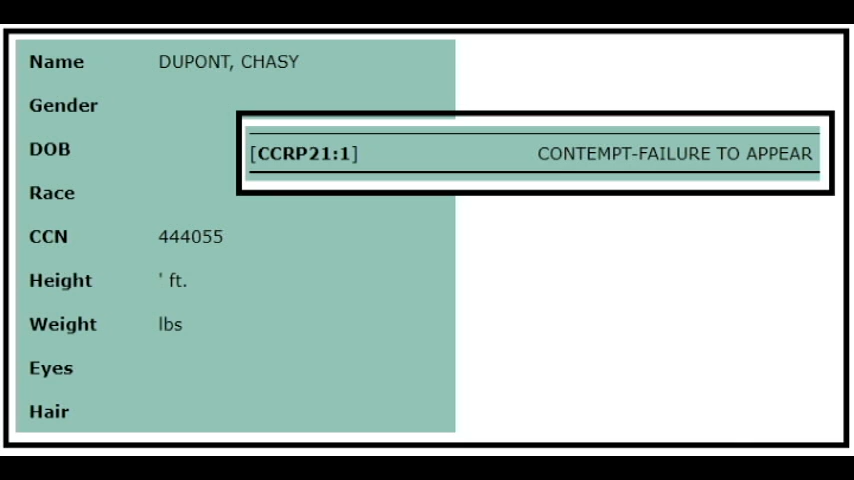 Name DUPONT, CHASY
Gender
DOB
[CCRP21:1] CONTEMPT-FAILURE TO APPEAR
Race
CCN 444055
Height ' ft.
Weight lbs
Eyes
Hair